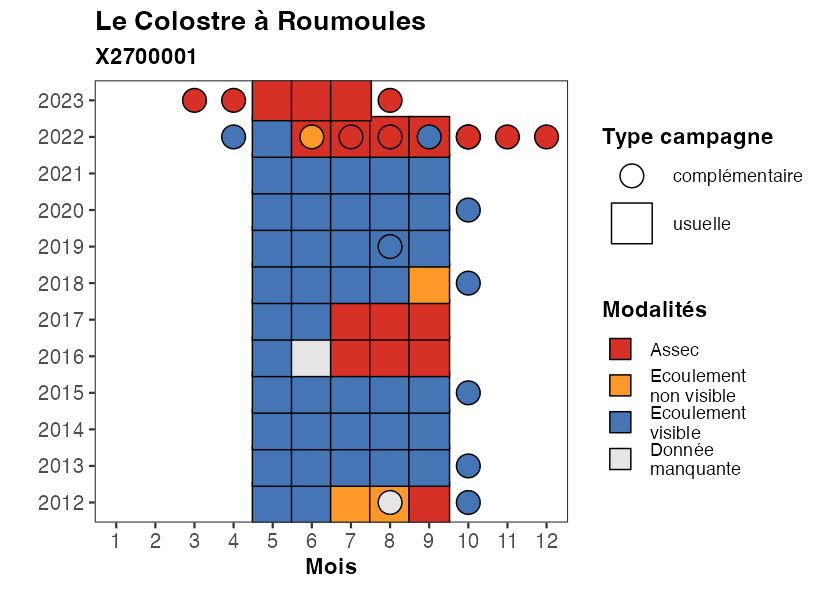 Le Colostre à Roumoules
X2700001
2023
2022
2021
2020
2019
2018
2017
2016
2015
2014
2013
2012
1 2 3 4 5 6 7 8 9 10 11 12
Mois
Type campagne
complémentaire
usuelle
Modalités
Assec
Ecoulement
non visible
Ecoulement
visible
Donnée
manquante